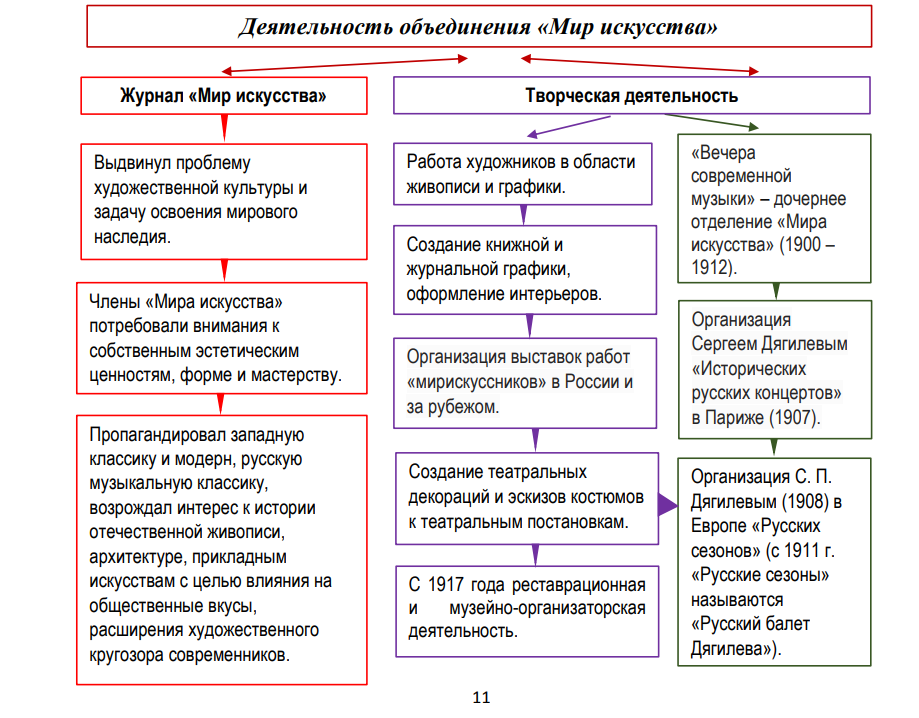 Деятельность объединения «Мир искусства»
Журнал «Мир искусства»
Выдвинул проблему
художественной культуры и
задачу освоения мирового
наследия.
Члены «Мира искусства»
потребовали внимания к
собственным эстетическим
ценностям, форме и мастерству.
Пропагандировал западную
классику и модерн, русскую
музыкальную классику,
возрождал интерес к истории
отечественной живописи,
архитектуре, прикладным
искусствам с целью влияния на
общественные вкусы,
расширения художественного
кругозора современников.
Творческая деятельность
Работа художников в области
живописи и графики.
Создание книжной и
журнальной графики,
оформление интерьеров.
Организация выставок работ
«мирискуссников» в России и
за рубежом.
Создание театральных
декораций и эскизов костюмов
к театральным постановкам.
С 1917 года реставрационная
и музейно-организаторская
деятельность.
«Вечера
современной
музыки» – дочернее
отделение «Мира
искусства» (1900 –
1912).
Организация
Сергеем Дягилевым
«Исторических
русских концертов»
в Париже (1907).
Организация С. П.
Дягилевым (1908) в
Европе «Русских
сезонов» (с 1911 г.
«Русские сезоны»
называются
«Русский балет
Дягилева»).
11